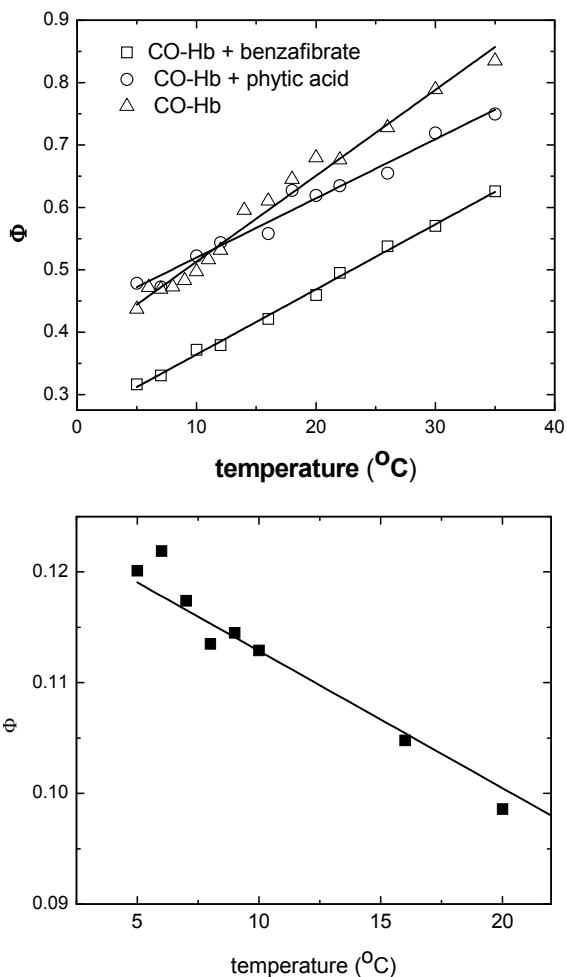 0.9
0.8
0.7
0.6
0.5
0.4
0.3
Φ
CO-Hb + benzafibrate
CO-Hb + phytic acid
CO-Hb
0 10 20 30 40
temperature (°C)
0.12
0.11
0.10
0.09
Φ
5 10 15 20
temperature (°C)